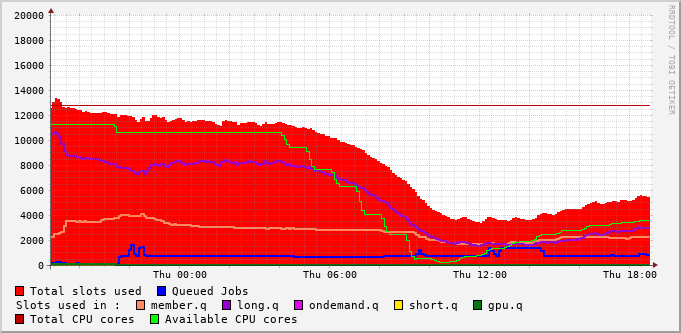 RRDTOOL / TOBI OETIKER
20000
18000
16000
14000
12000
10000
8000
6000
4000
2000
0
Thu 00:00 Thu 06:00 Thu 12:00 Thu 18:00
Total slots used Queued Jobs
Slots used in : member.q long.q ondemand.q short.q gpu.q
Total CPU cores Available CPU cores